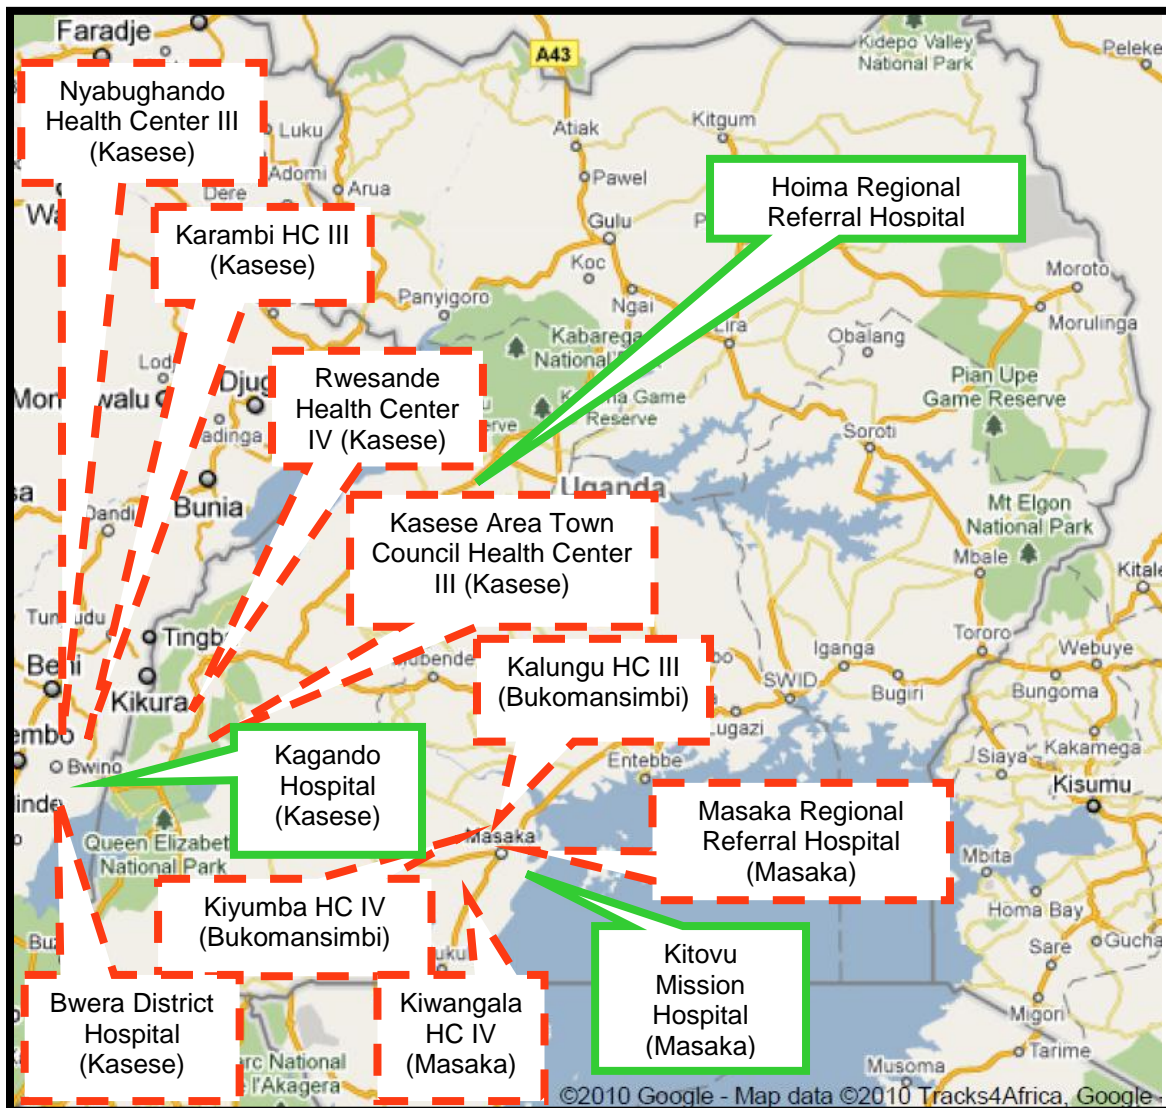 Faradje
A43
Kidepo Valley
National Park
Peleke
Nyabughando
Health Center III
(Kasese)
Luku
Atiak
Kitgum
Adomi
Dere
Arua
Pawel
Hoima Regional
Referral Hospital
Karambi HC III
(Kasese)
Gulu
Koc
Ngai
Moroto
Panyigoro
Morulinga
Kabarega
National
Lira
Obalang
Rwesande
Health Center
IV (Kasese)
Game
Reserve
Pian Upe
Game Reserve
Soroti
Bunia
Uganda
Kasese Area Town
Council Health Center
III (Kasese)
Mt Elgon
National Park
Mbale
Kitale
Tororo
Webuye
Beni
Kikura
Kalungu HC III
(Bukomansimbi)
Iganga
SWID
Bugiri
Bungoma
Kagando
Hospital
(Kasese)
Bwino
Entebbe
Siaya
Kakamega
Kisumu
Masaka Regional
Referral Hospital
(Masaka)
Queen Elizabet
National Park
Masaka
Mbita
Kiyumba HC IV
(Bukomansimbi)
Homa Bay
Kitovu
Mission
Hospital
(Masaka)
Sare
Gucha
Bwera District
Hospital
(Kasese)
Kiwangala
HC IV
(Masaka)
Migori
Tarime
Musoma
rc National
l'Akagera
©2010 Google - Map data ©2010 Tracks4Africa, Google -